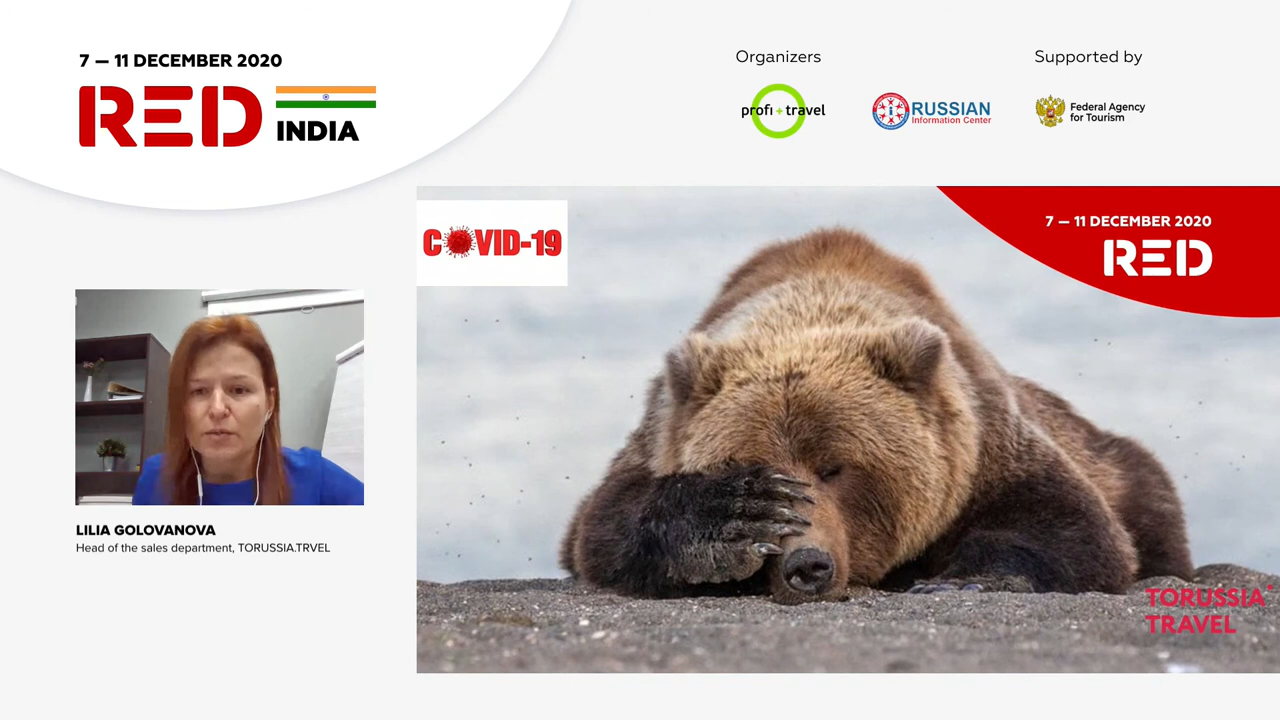 7 — 11 DECEMBER 2020
RED INDIA
Organizers
Supported by
profi + travel
RUSSIAN
Information Center
Federal Agency
for Tourism
COVID-19
7 — 11 DECEMBER 2020
RED
TORUSSIA
TRAVEL
LILIA GOLOVANOVA
Head of the sales department, TORUSSIA.TRVEL